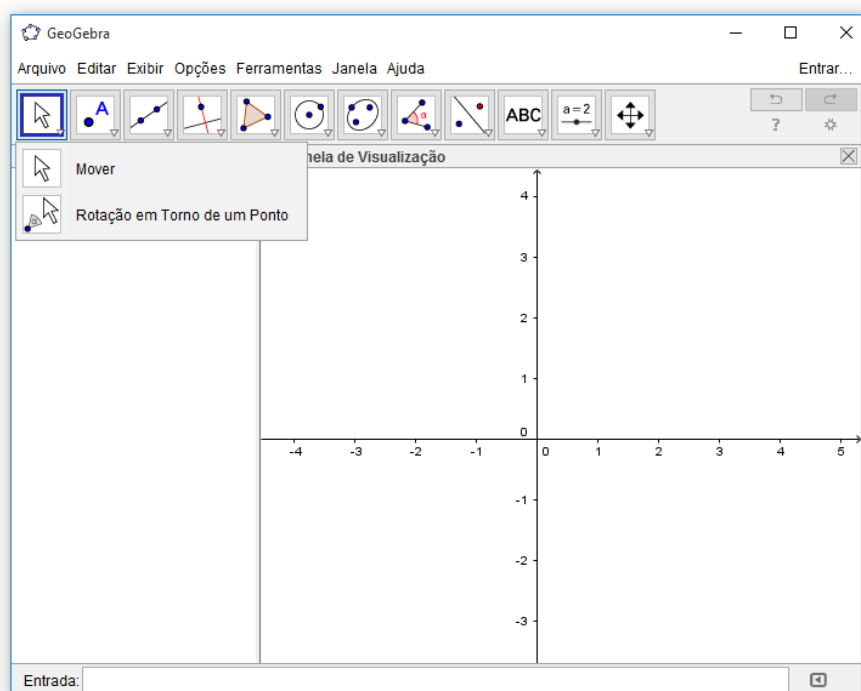 GeoGebra
Arquivo Editar Exibir Opções Ferramentas Janela Ajuda Entrar...
A α ABC a=2
?
nela de Visualização
Mover
Rotação em Torno de um Ponto
4
3
2
1
0
-4 -3 -2 -1 0 1 2 3 4 5
-1
-2
-3
Entrada: